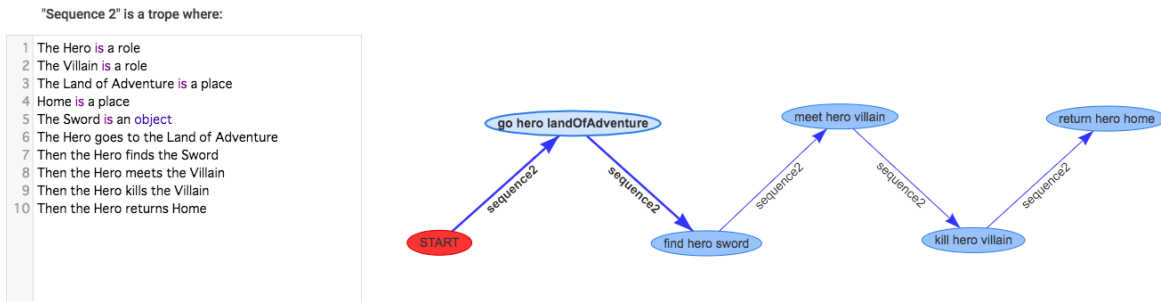 "Sequence 2" is a trope where:
1 The Hero is a role
2 The Villain is a role
3 The Land of Adventure is a place
4 Home is a place
5 The Sword is an object
6 The Hero goes to the Land of Adventure
7 Then the Hero finds the Sword
8 Then the Hero meets the Villain
9 Then the Hero kills the Villain
10 Then the Hero returns Home
START
sequence2
go hero landOfAdventure
sequence2
find hero sword
sequence2
meet hero villain
sequence2
kill hero villain
sequence2
return hero home